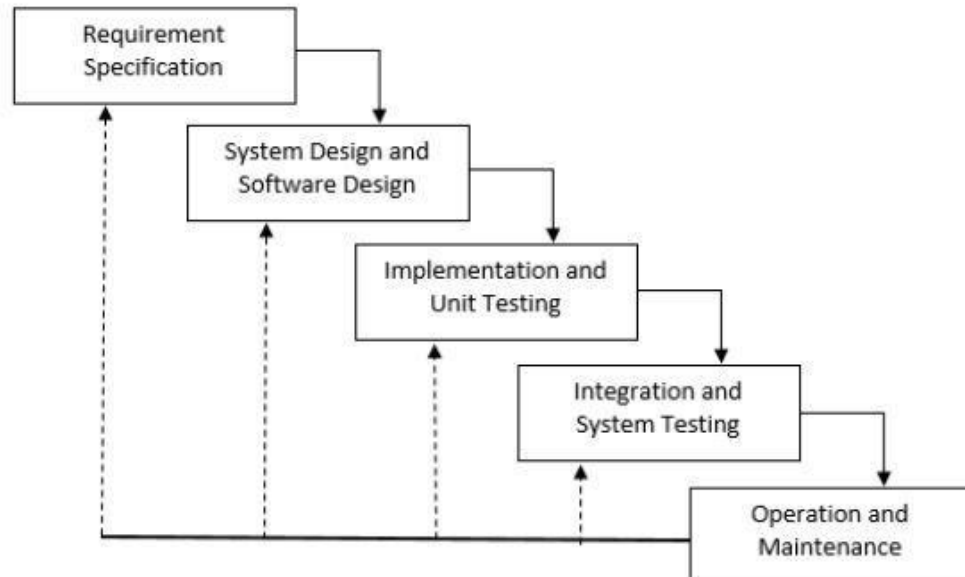 Requirement
Specification
System Design and
Software Design
Implementation and
Unit Testing
Integration and
System Testing
Operation and
Maintenance